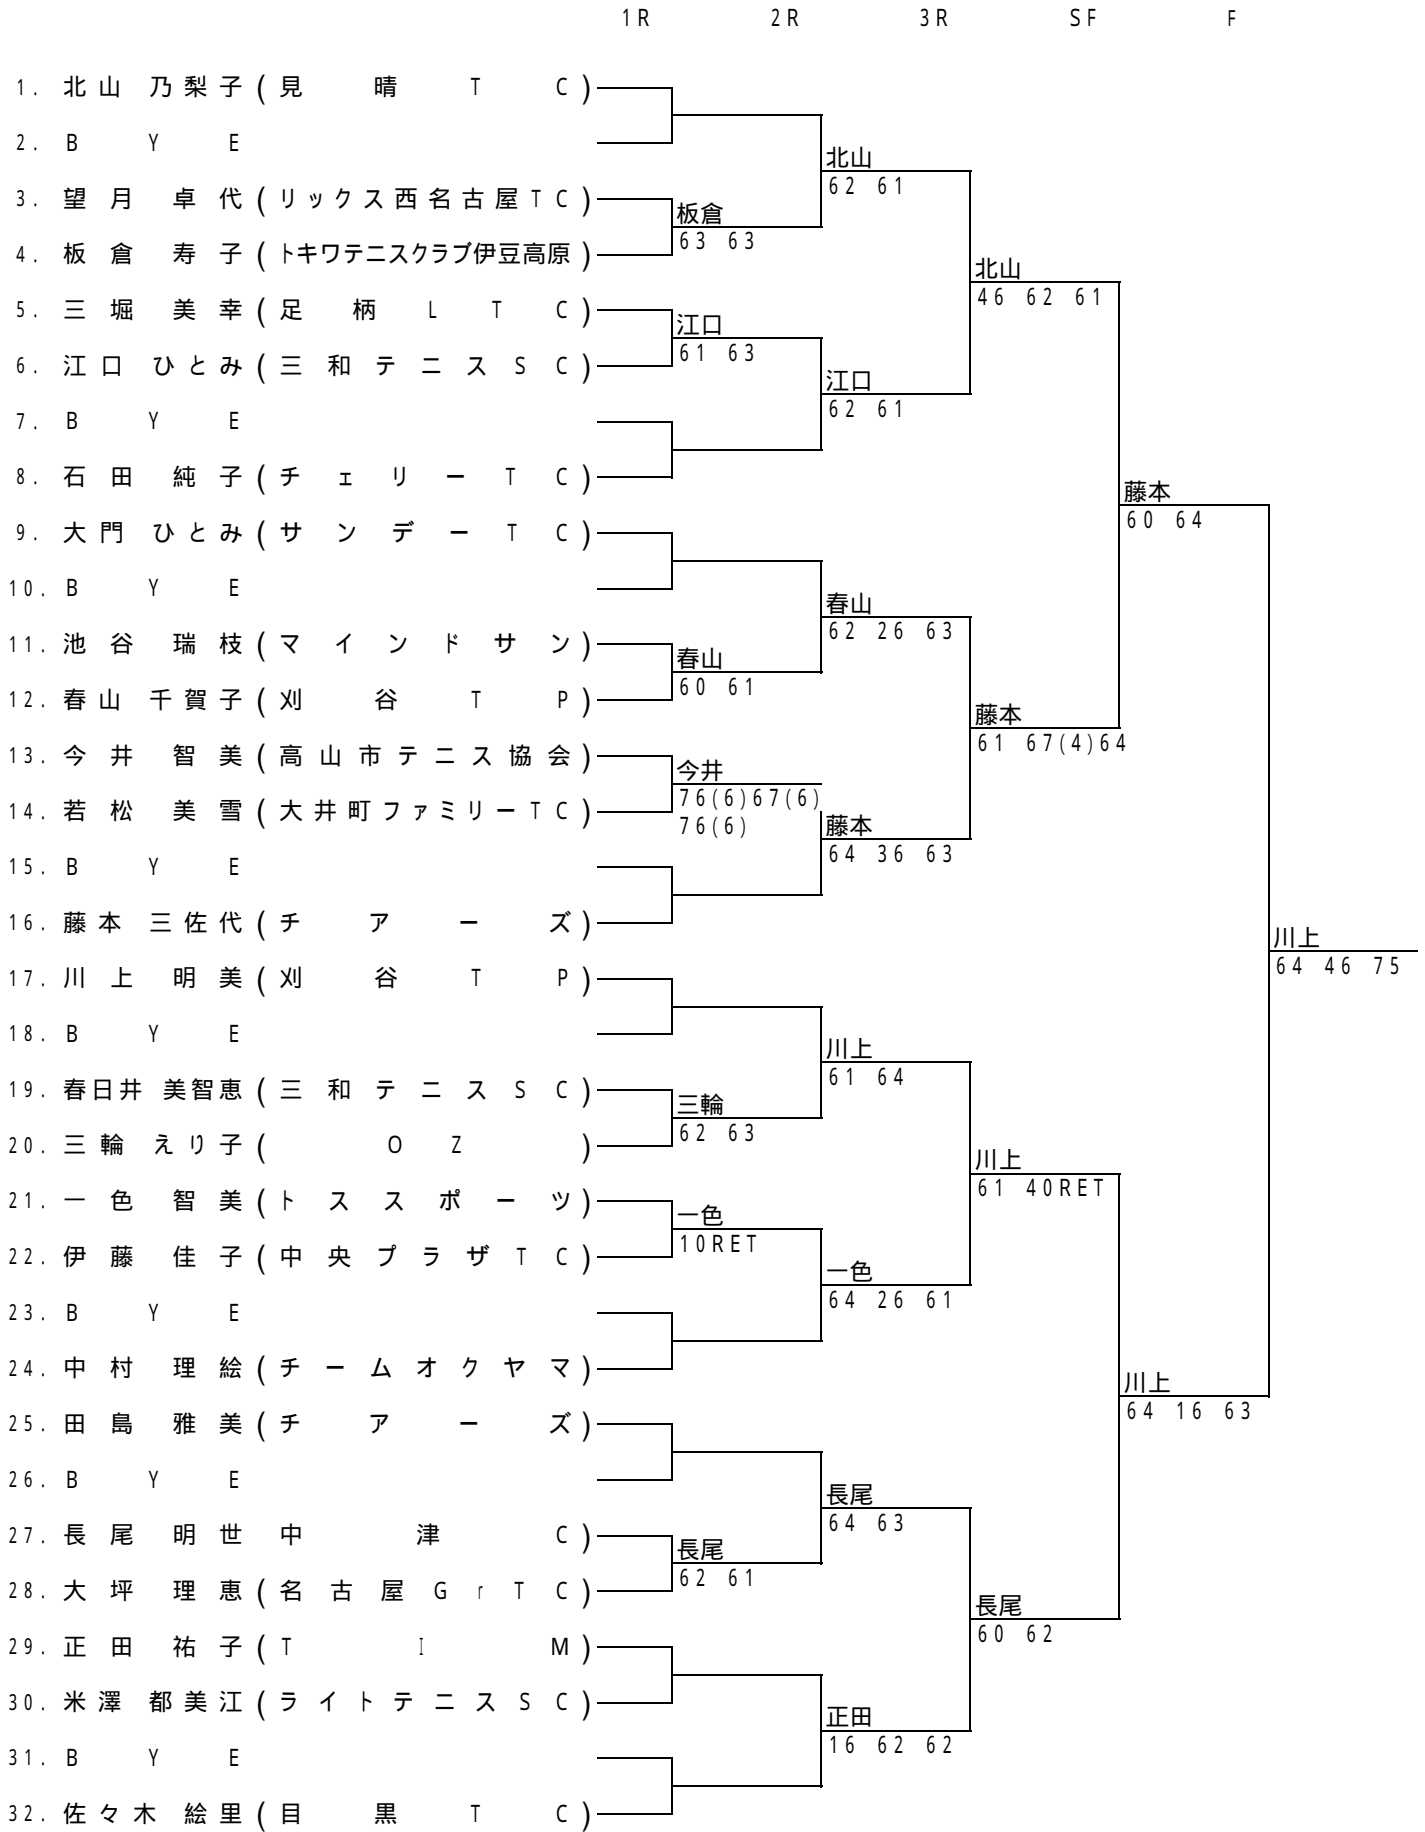 1R 2R 3R SF F
1. 北山 乃梨子 (見晴TC)
2. BYE
北山
62 61
3. 望月 卓代 (リックス西名古屋TC)
板倉
63 63
4. 板倉 寿子 (トキワテニスクラブ伊豆高原)
北山
46 62 61
5. 三堀 美幸 (足柄LTC)
江口
61 63
6. 江口 ひとみ (三和テニスSC)
江口
62 61
7. BYE
8. 石田 純子 (チェリーTC)
藤本
60 64
9. 大門 ひとみ (サンデーTC)
10. BYE
春山
62 26 63
11. 池谷 瑞枝 (マインドサン)
春山
60 61
12. 春山 千賀子 (刈谷TP)
藤本
61 67(4)64
13. 今井 智美 (高山市テニス協会)
今井
76(6)67(6)
76(6)
14. 若松 美雪 (大井町ファミリーTC)
藤本
64 36 63
15. BYE
16. 藤本 三佐代 (チアーズ)
川上
64 46 75
17. 川上 明美 (刈谷TP)
18. BYE
川上
61 64
19. 春日井 美智恵 (三和テニスSC)
三輪
62 63
20. 三輪 えり子 (OZ)
川上
61 40RET
21. 一色 智美 (トススポーツ)
一色
10RET
22. 伊藤 佳子 (中央プラザTC)
一色
64 26 61
23. BYE
24. 中村 理絵 (チームオクヤマ)
川上
64 16 63
25. 田島 雅美 (チアーズ)
26. BYE
長尾
64 63
27. 長尾 明世 中津C)
長尾
62 61
28. 大坪 理恵 (名古屋GrTC)
長尾
60 62
29. 正田 祐子 (TIM)
30. 米澤 都美江 (ライトテニスSC)
正田
16 62 62
31. BYE
32. 佐々木 絵里 (目黒TC)